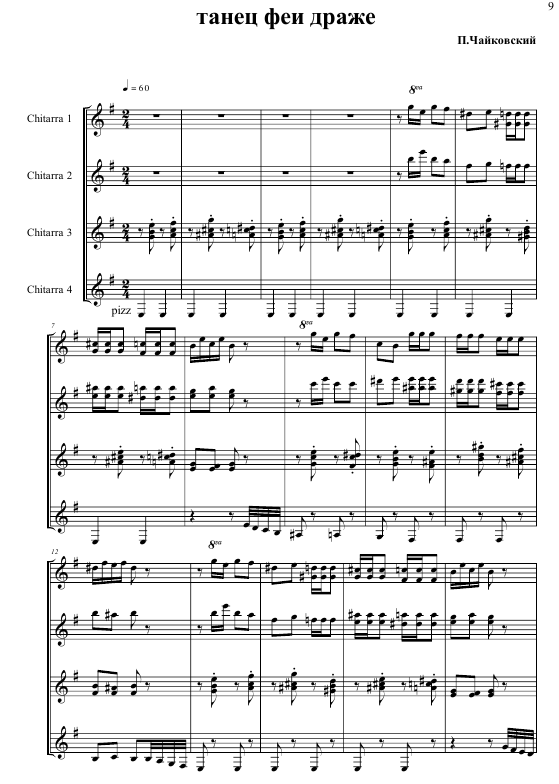 9
танец феи драже
П.Чайковский
♩ = 60
8va
Chitarra 1
Chitarra 2
Chitarra 3
Chitarra 4
pizz
7
8va
12
8va